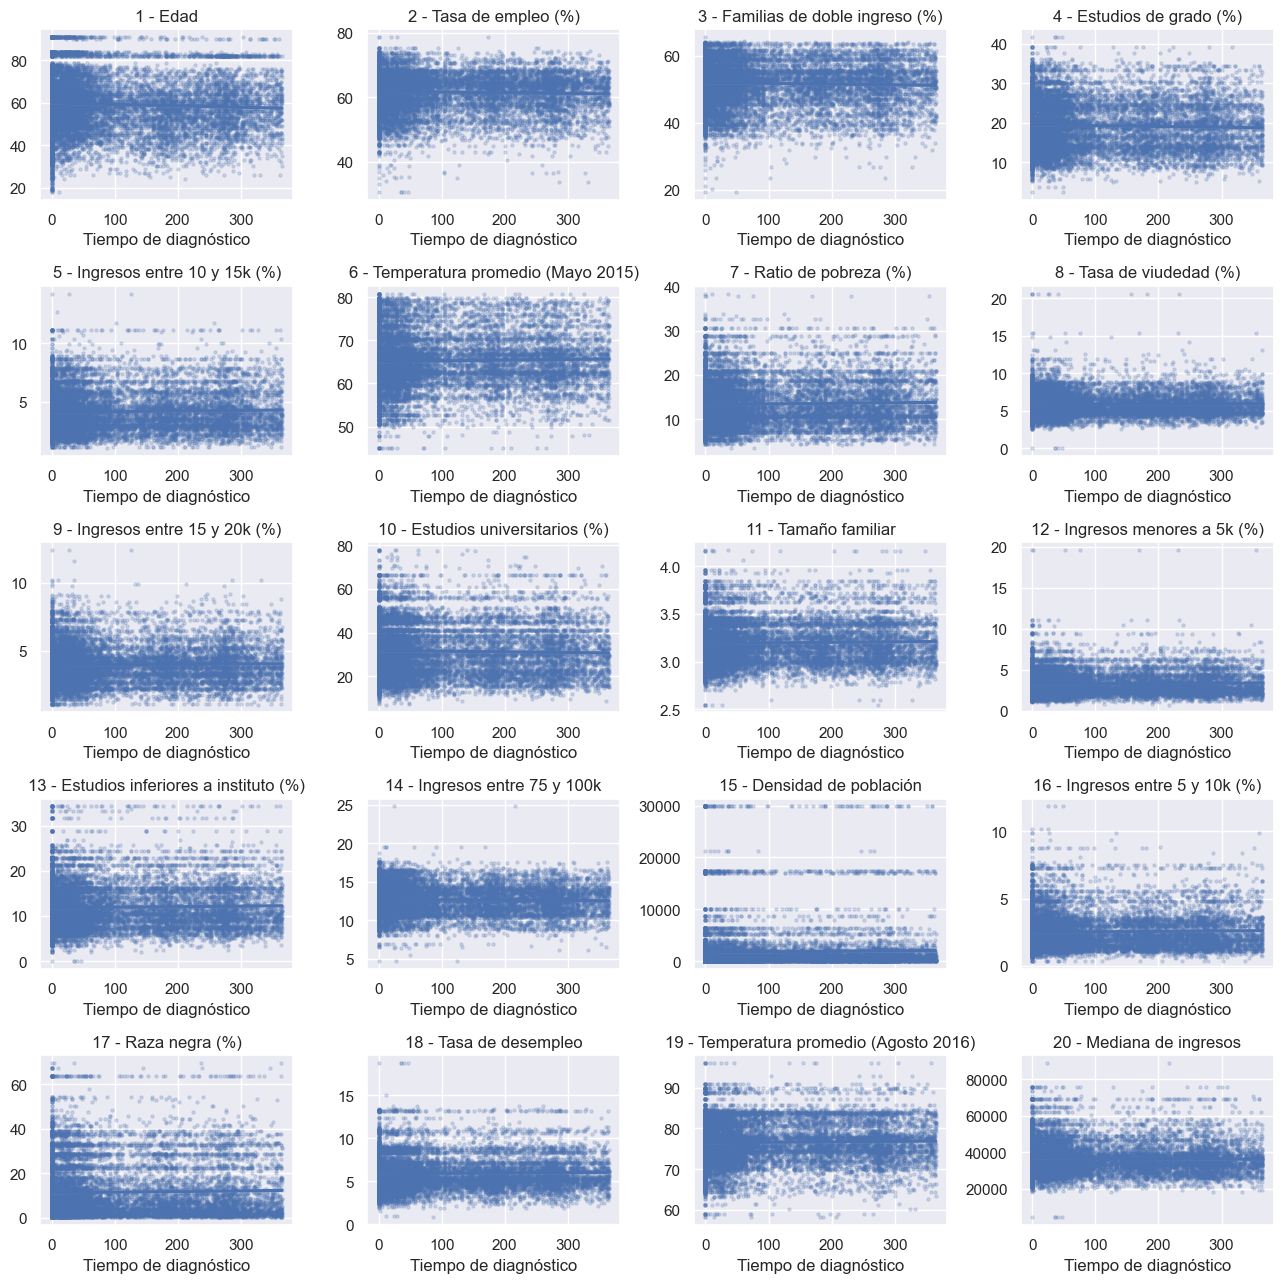 1 - Edad
2 - Tasa de empleo (%)
3 - Familias de doble ingreso (%)
4 - Estudios de grado (%)
80
60
40
20
0 100 200 300
Tiempo de diagnóstico
80
60
40
0 100 200 300
Tiempo de diagnóstico
60
40
20
0 100 200 300
Tiempo de diagnóstico
40
30
20
10
0 100 200 300
Tiempo de diagnóstico
5 - Ingresos entre 10 y 15k (%)
6 - Temperatura promedio (Mayo 2015)
7 - Ratio de pobreza (%)
8 - Tasa de viudedad (%)
10
5
0 100 200 300
Tiempo de diagnóstico
80
70
60
50
0 100 200 300
Tiempo de diagnóstico
40
30
20
10
0 100 200 300
Tiempo de diagnóstico
20
15
10
5
0
0 100 200 300
Tiempo de diagnóstico
9 - Ingresos entre 15 y 20k (%)
10 - Estudios universitarios (%)
11 - Tamaño familiar
12 - Ingresos menores a 5k (%)
10
5
0 100 200 300
Tiempo de diagnóstico
80
60
40
20
0 100 200 300
Tiempo de diagnóstico
4.0
3.5
3.0
2.5
0 100 200 300
Tiempo de diagnóstico
20
15
10
5
0
0 100 200 300
Tiempo de diagnóstico
13 - Estudios inferiores a instituto (%)
14 - Ingresos entre 75 y 100k
15 - Densidad de población
16 - Ingresos entre 5 y 10k (%)
30
20
10
0
0 100 200 300
Tiempo de diagnóstico
25
20
15
10
5
0 100 200 300
Tiempo de diagnóstico
30000
20000
10000
0
0 100 200 300
Tiempo de diagnóstico
10
5
0
0 100 200 300
Tiempo de diagnóstico
17 - Raza negra (%)
18 - Tasa de desempleo
19 - Temperatura promedio (Agosto 2016)
20 - Mediana de ingresos
60
40
20
0
0 100 200 300
Tiempo de diagnóstico
15
10
5
0
0 100 200 300
Tiempo de diagnóstico
90
80
70
60
0 100 200 300
Tiempo de diagnóstico
80000
60000
40000
20000
0 100 200 300
Tiempo de diagnóstico